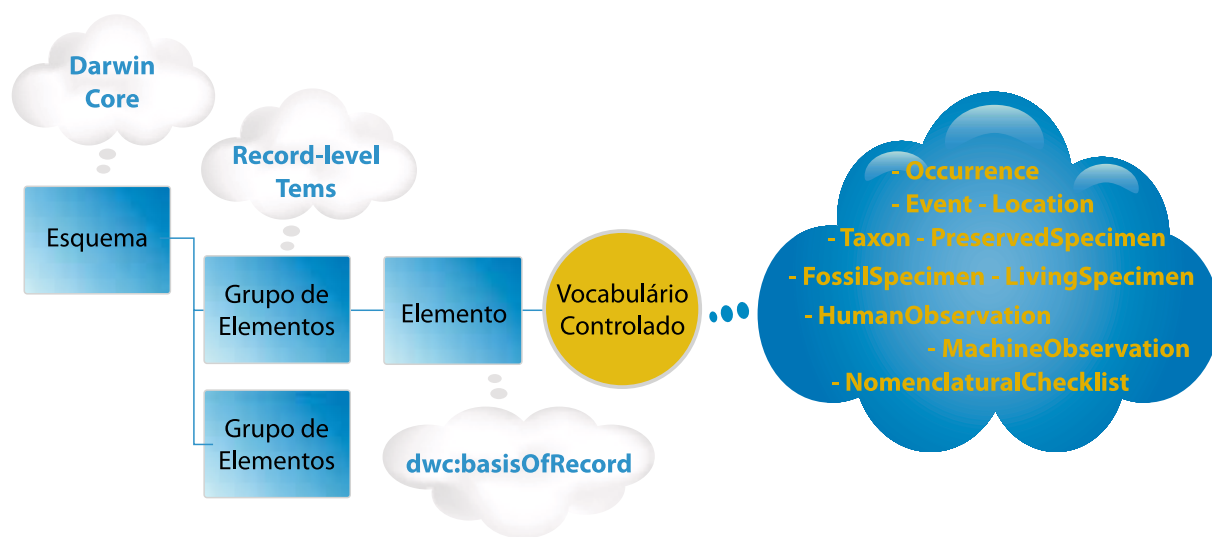 Darwin
Core
Record-level
Tems
Esquema
Grupo de
Elementos
Elemento
Vocabulário
Controlado
Grupo de
Elementos
dwc:basisOfRecord
- Occurrence
- Event - Location
- Taxon - PreservedSpecimen
- FossilSpecimen - LivingSpecimen
- HumanObservation
- MachineObservation
- NomenclaturalChecklist